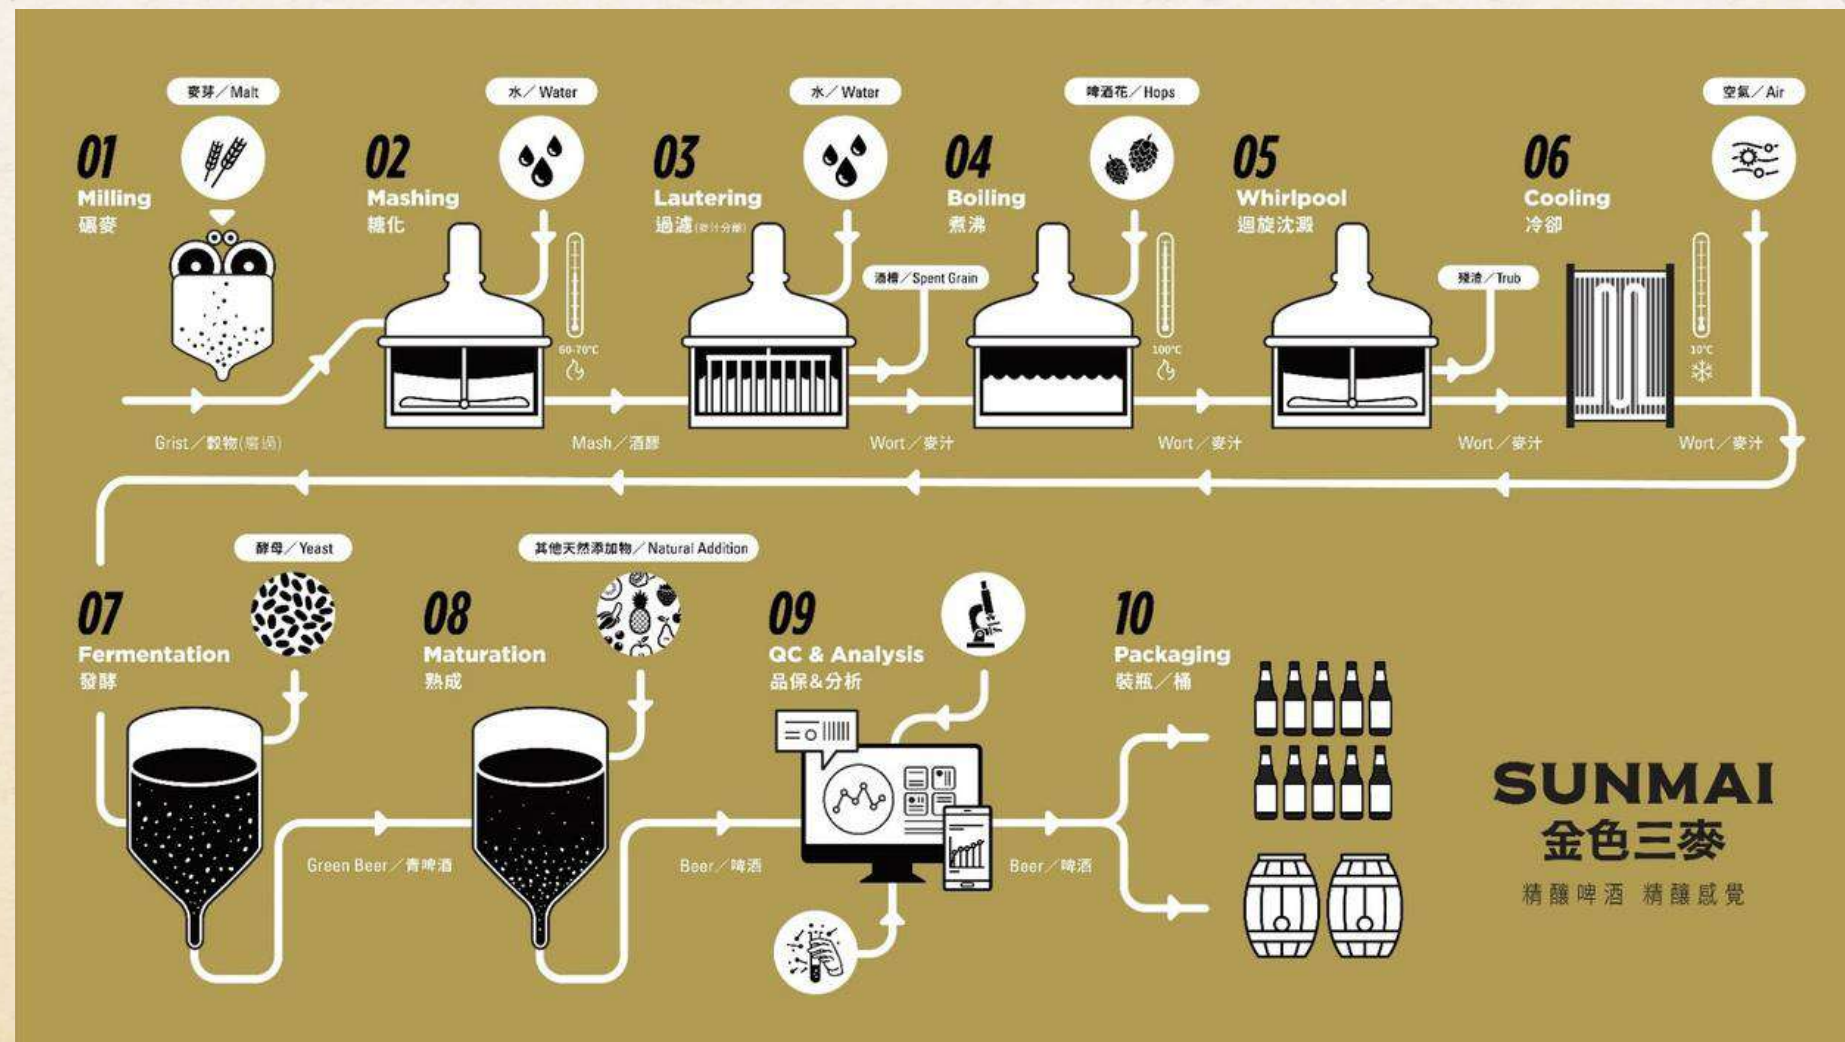 麥芽／Malt
01
Milling
碾麥
水／Water
02
Mashing
糖化
60-70°C
水／Water
03
Lautering
過濾(麥汁分離)
酒糟／Spent Grain
啤酒花／Hops
04
Boiling
煮沸
100°C
05
Whirlpool
迴旋沈澱
殘渣／Trub
空氣／Air
06
Cooling
冷卻
10°C
Grist／穀物(磨過)
Mash／酒醪
Wort／麥汁
Wort／麥汁
Wort／麥汁
Wort／麥汁
酵母／Yeast
07
Fermentation
發酵
其他天然添加物／Natural Addition
08
Maturation
熟成
09
QC & Analysis
品保&分析
10
Packaging
裝瓶／桶
Green Beer／青啤酒
Beer／啤酒
Beer／啤酒
SUNMAI
金色三麥
精釀啤酒 精釀感覺